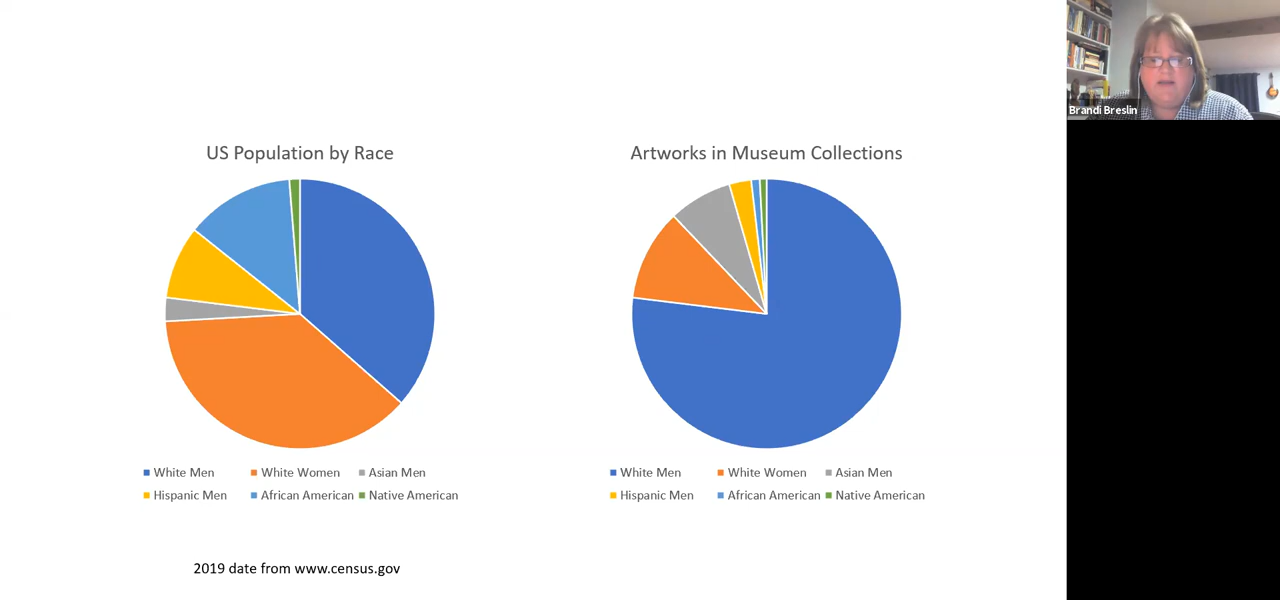 US Population by Race
White Men White Women Asian Men
Hispanic Men African American Native American
2019 date from www.census.gov
Artworks in Museum Collections
White Men White Women Asian Men
Hispanic Men African American Native American
Brandi Breslin